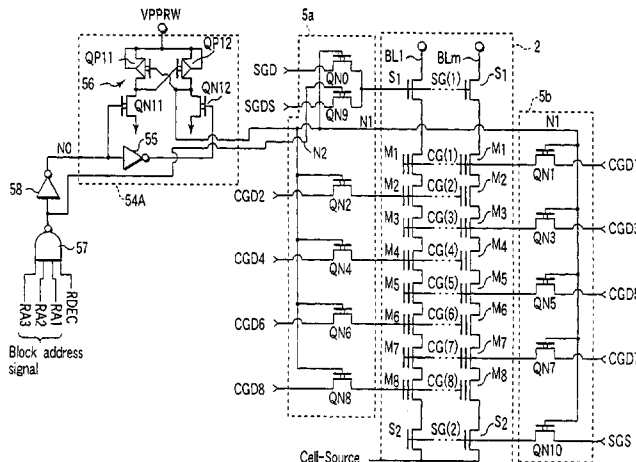 VPPRW
5a
QP11
QP12
56
SGD
QN0
BL1
BLm
2
S1
SG(1)
S1
QN11
QN12
SGDS
QN9
5b
N0
55
N1
N1
N2
58
54A
M1
CG(1)
M1
QN1
CGD1
CGD2
QN2
M2
CG(2)
M2
57
M3
CG(3)
M3
QN3
CGD3
CGD4
QN4
M4
CG(4)
M4
RA3
RA2
RA1
RDEC
M5
CG(5)
M5
QN5
CGD5
Block address
signal
CGD6
QN6
M6
CG(6)
M6
M7
CG(7)
M7
QN7
CGD7
CGD8
QN8
M8
CG(8)
M8
S2
SG(2)
S2
QN10
SGS
Cell-Source